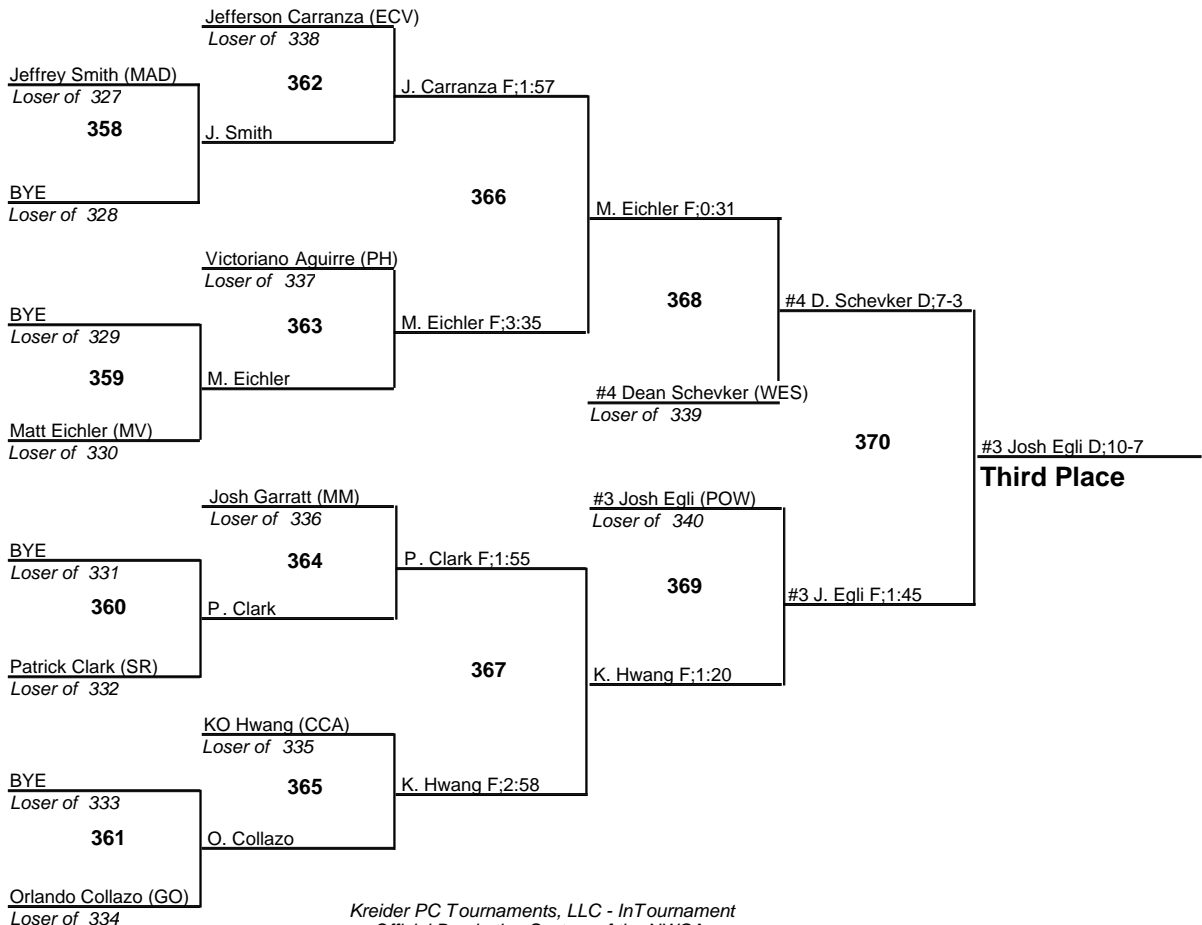 Jefferson Carranza (ECV)
Loser of 338
Jeffrey Smith (MAD)
Loser of 327
362
J. Carranza F;1:57
358
J. Smith
BYE
Loser of 328
366
M. Eichler F;0:31
Victoriano Aguirre (PH)
Loser of 337
BYE
Loser of 329
363
M. Eichler F;3:35
368
#4 D. Schevker D;7-3
359
M. Eichler
#4 Dean Schevker (WES)
Loser of 339
Matt Eichler (MV)
Loser of 330
370
#3 Josh Egli D;10-7
Third Place
Josh Garratt (MM)
Loser of 336
#3 Josh Egli (POW)
Loser of 340
BYE
Loser of 331
364
P. Clark F;1:55
369
#3 J. Egli F;1:45
360
P. Clark
Patrick Clark (SR)
Loser of 332
367
K. Hwang F;1:20
KO Hwang (CCA)
Loser of 335
BYE
Loser of 333
365
K. Hwang F;2:58
361
O. Collazo
Orlando Collazo (GO)
Loser of 334
Kreider PC Tournaments, LLC - InTournament